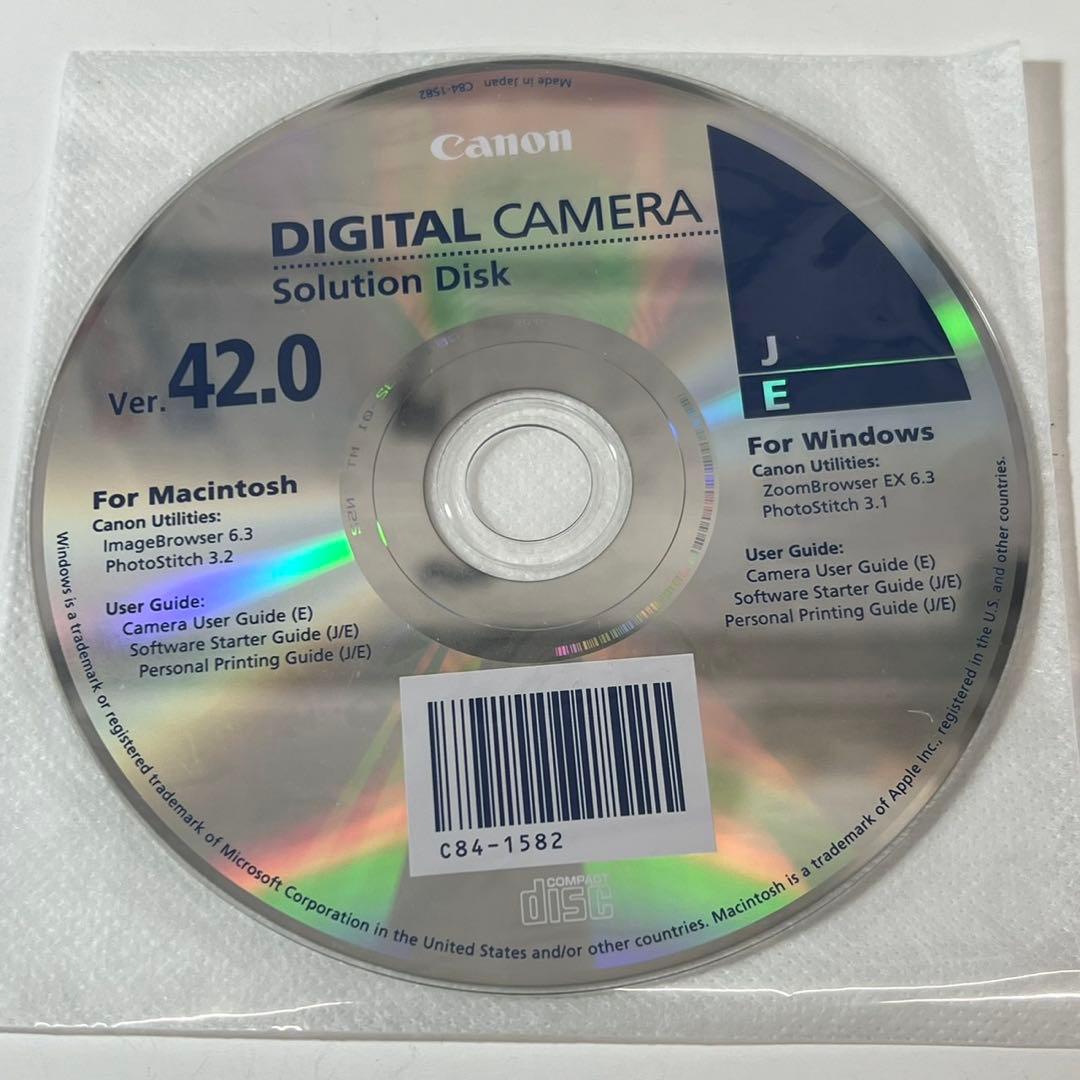 Made in Japan C84-1582
Canon
DIGITAL CAMERA
Solution Disk
Ver. 42.0
J
E
For Macintosh
Canon Utilities:
ImageBrowser 6.3
PhotoStitch 3.2
User Guide:
Camera User Guide (E)
Software Starter Guide (J/E)
Personal Printing Guide (J/E)
For Windows
Canon Utilities:
ZoomBrowser EX 6.3
PhotoStitch 3.1
User Guide:
Camera User Guide (E)
Software Starter Guide (J/E)
Personal Printing Guide (J/E)
C84-1582
COMPACT
disc
Windows is a trademark or registered trademark of Microsoft Corporation in the United States and/or other countries. Macintosh is a trademark of Apple Inc., registered in the U.S. and other countries.